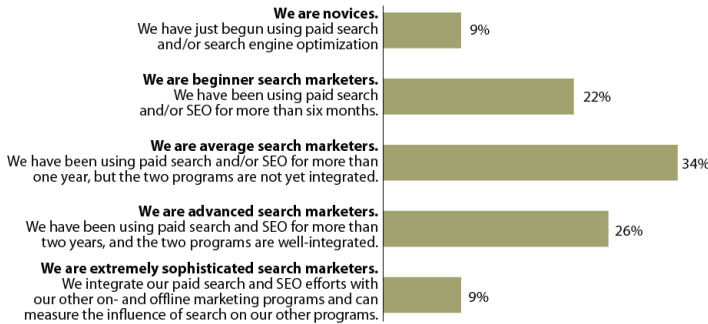 We are novices.
We have just begun using paid search
and/or search engine optimization
9%
We are beginner search marketers.
We have been using paid search
and/or SEO for more than six months.
22%
We are average search marketers.
We have been using paid search and/or SEO for more than
one year, but the two programs are not yet integrated.
34%
We are advanced search marketers.
We have been using paid search and SEO for more than
two years, and the two programs are well-integrated.
26%
We are extremely sophisticated search marketers.
We integrate our paid search and SEO efforts with
our other on- and offline marketing programs and can
measure the influence of search on our other programs.
9%